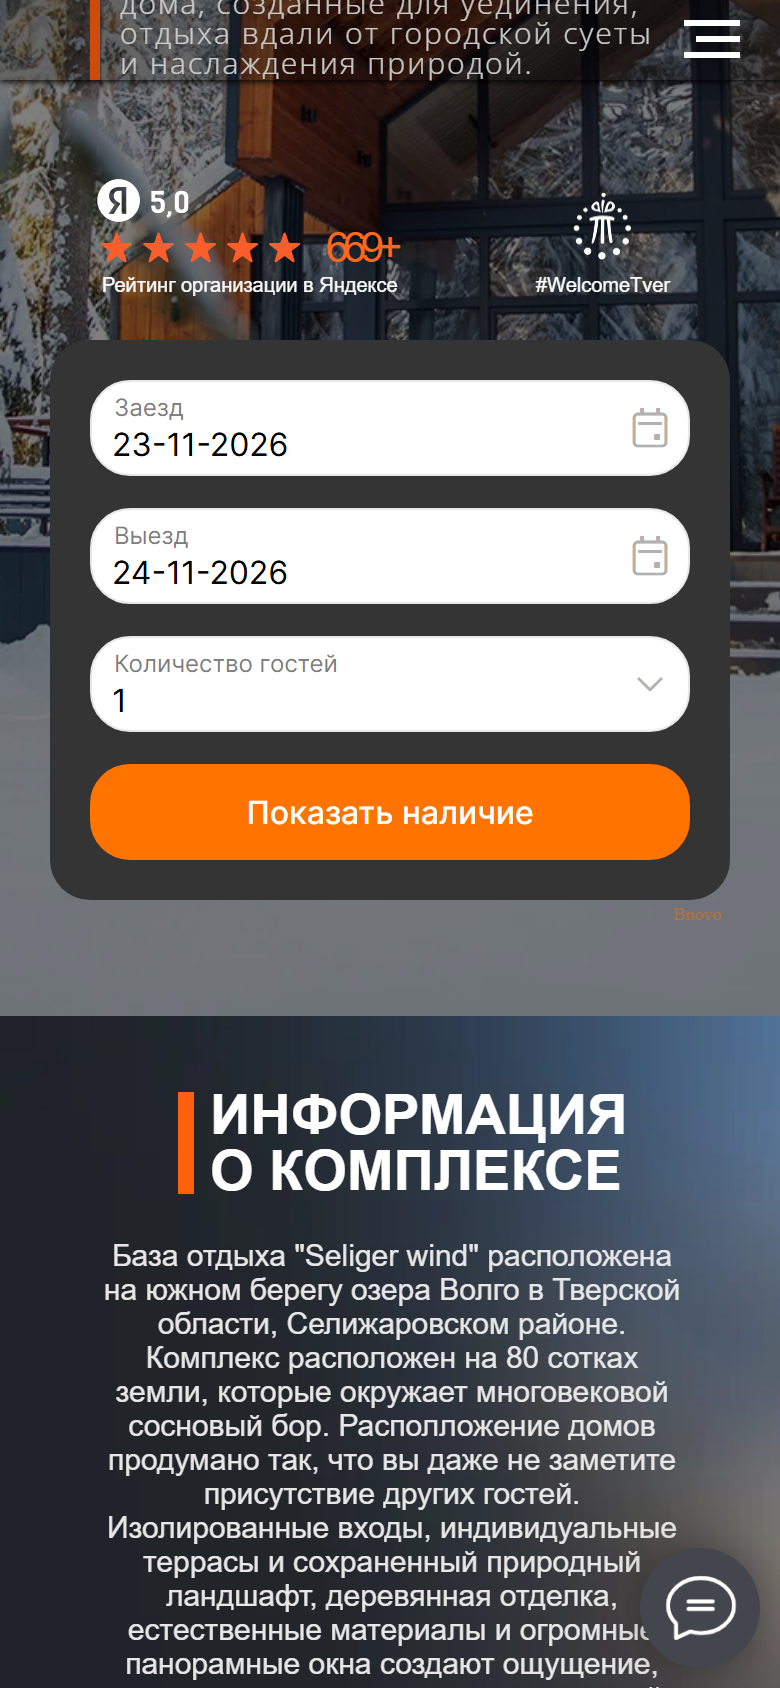 дома, созданные для уединения,
отдыха вдали от городской суеты
и наслаждения природой.
Я 5,0
669+
Рейтинг организации в Яндексе
#WelcomeTver
Заезд
23-11-2026
Выезд
24-11-2026
Количество гостей
1
Показать наличие
Bnovo
ИНФОРМАЦИЯ
О КОМПЛЕКСЕ
База отдыха "Seliger wind" расположена
на южном берегу озера Волго в Тверской
области, Селижаровском районе.
Комплекс расположен на 80 сотках
земли, которые окружает многовековой
сосновый бор. Располложение домов
продумано так, что вы даже не заметите
присутствие других гостей.
Изолированные входы, индивидуальные
террасы и сохраненный природный
ландшафт, деревянная отделка,
естественные материалы и огромные
панорамные окна создают ощущение,